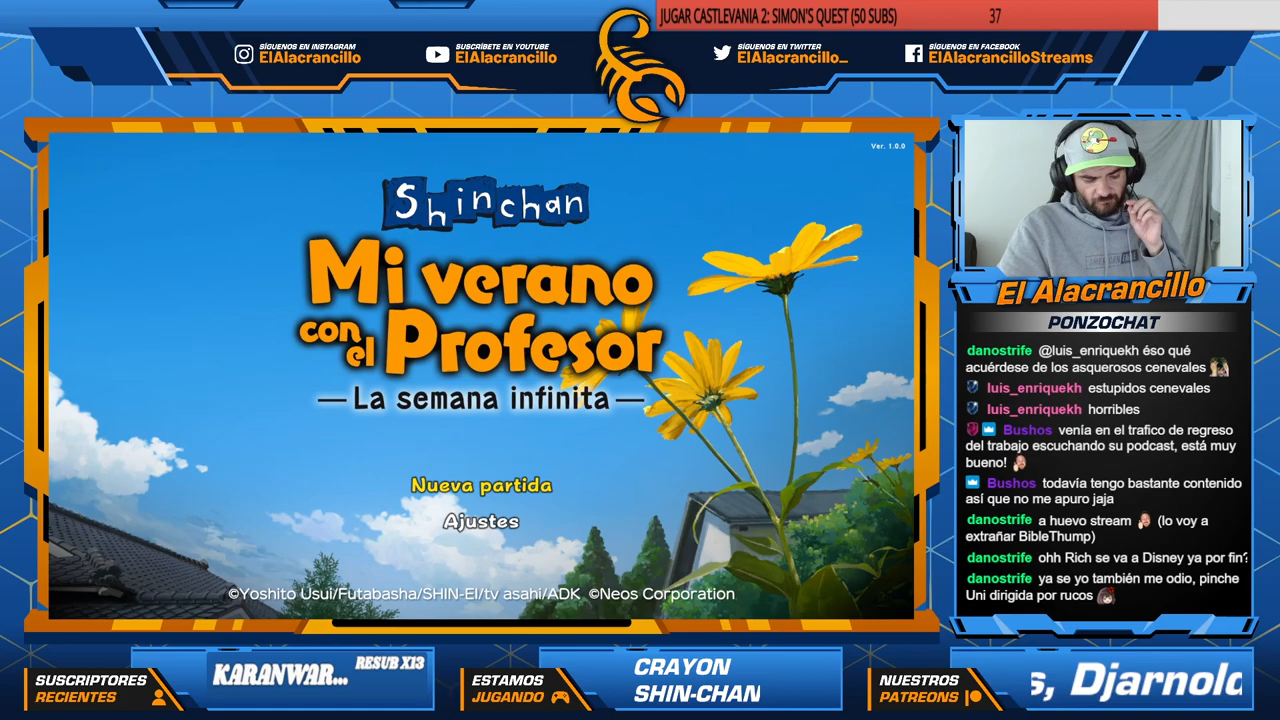 JUGAR CASTLEVANIA 2: SIMON'S QUEST (50 SUBS) 37
SÍGUENOS EN INSTAGRAM
ElAlacrancillo
SUSCRÍBETE EN YOUTUBE
ElAlacrancillo
SÍGUENOS EN TWITTER
ElAlacrancillo_
SÍGUENOS EN FACEBOOK
ElAlacrancilloStreams
Ver. 1.0.0
Shinchan
Mi verano
con el Profesor
—La semana infinita—
Nueva partida
Ajustes
©Yoshito Usui/Futabasha/SHIN-EI/tv asahi/ADK ©Neos Corporation
El Alacrancillo
PONZOCHAT
danostrife @luis_enriquekh éso qué
acuérdese de los asquerosos cenevales
luis_enriquekh estupidos cenevales
luis_enriquekh horribles
Bushos venía en el trafico de regreso
del trabajo escuchando su podcast, está muy
bueno!
Bushos todavía tengo bastante contenido
así que no me apuro jaja
danostrife a huevo stream (lo voy a
extrañar BibleThump)
danostrife ohh Rich se va a Disney ya por fin?
danostrife ya se yo también me odio, pinche
Uni dirigida por rucos
SUSCRIPTORES
RECIENTES
KARANWAR... RESUB X13
ESTAMOS
JUGANDO
CRAYON
SHIN-CHAN
NUESTROS
PATREONS
s, Djarnold